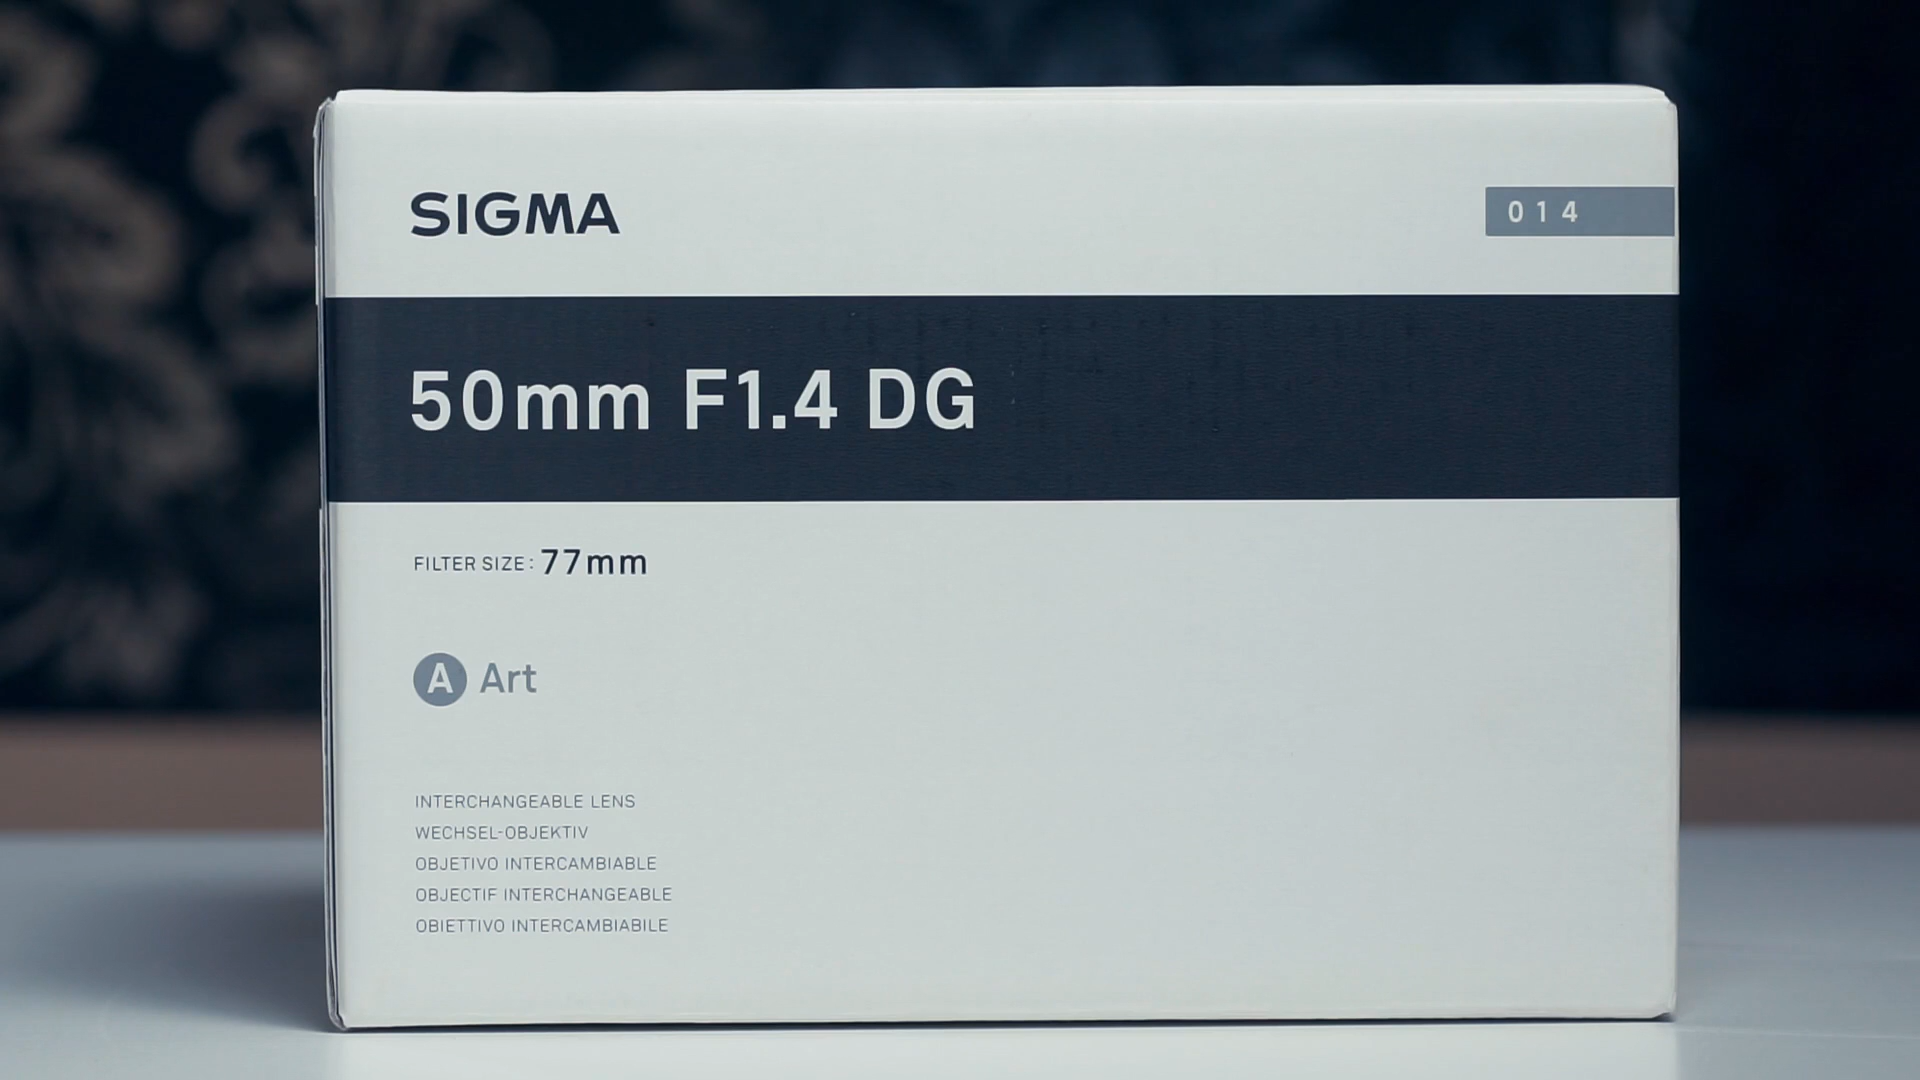 SIGMA
014
50mm F1.4 DG
FILTER SIZE: 77mm
A Art
INTERCHANGEABLE LENS
WECHSEL-OBJEKTIV
OBJETIVO INTERCAMBIABLE
OBJECTIF INTERCHANGEABLE
OBIETTIVO INTERCAMBIABILE